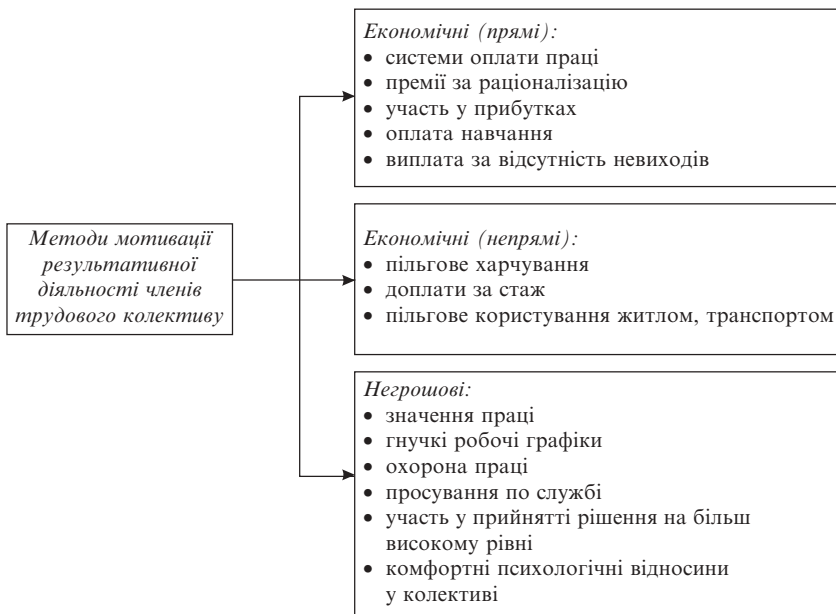 Економічні (прямі):
• системи оплати праці
• премії за раціоналізацію
• участь у прибутках
• оплата навчання
• виплата за відсутність невиходів
Методи мотивації
результативної
діяльності членів
трудового колективу
Економічні (непрямі):
• пільгове харчування
• доплати за стаж
• пільгове користування житлом, транспортом
Негрошові:
• значення праці
• гнучкі робочі графіки
• охорона праці
• просування по службі
• участь у прийнятті рішення на більш
високому рівні
• комфортні психологічні відносини
у колективі